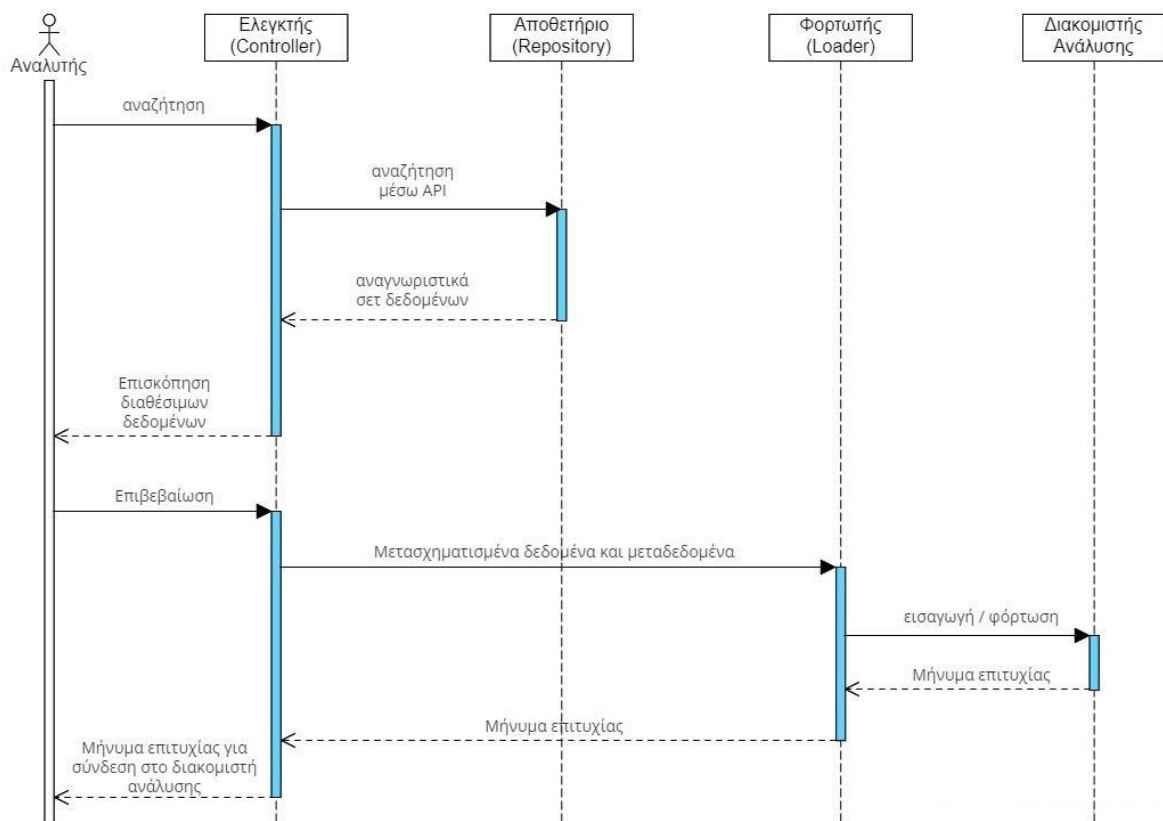 Αναλυτής
Ελεγκτής
(Controller)
Αποθετήριο
(Repository)
Φορτωτής
(Loader)
Διακομιστής
Ανάλυσης
αναζήτηση
αναζήτηση
μέσω API
αναγνωριστικά
σετ δεδομένων
Επισκόπηση
διαθέσιμων
δεδομένων
Επιβεβαίωση
Μετασχηματισμένα δεδομένα και μεταδεδομένα
εισαγωγή / φόρτωση
Μήνυμα επιτυχίας
Μήνυμα επιτυχίας
Μήνυμα επιτυχίας για
σύνδεση στο διακομιστή
ανάλυσης